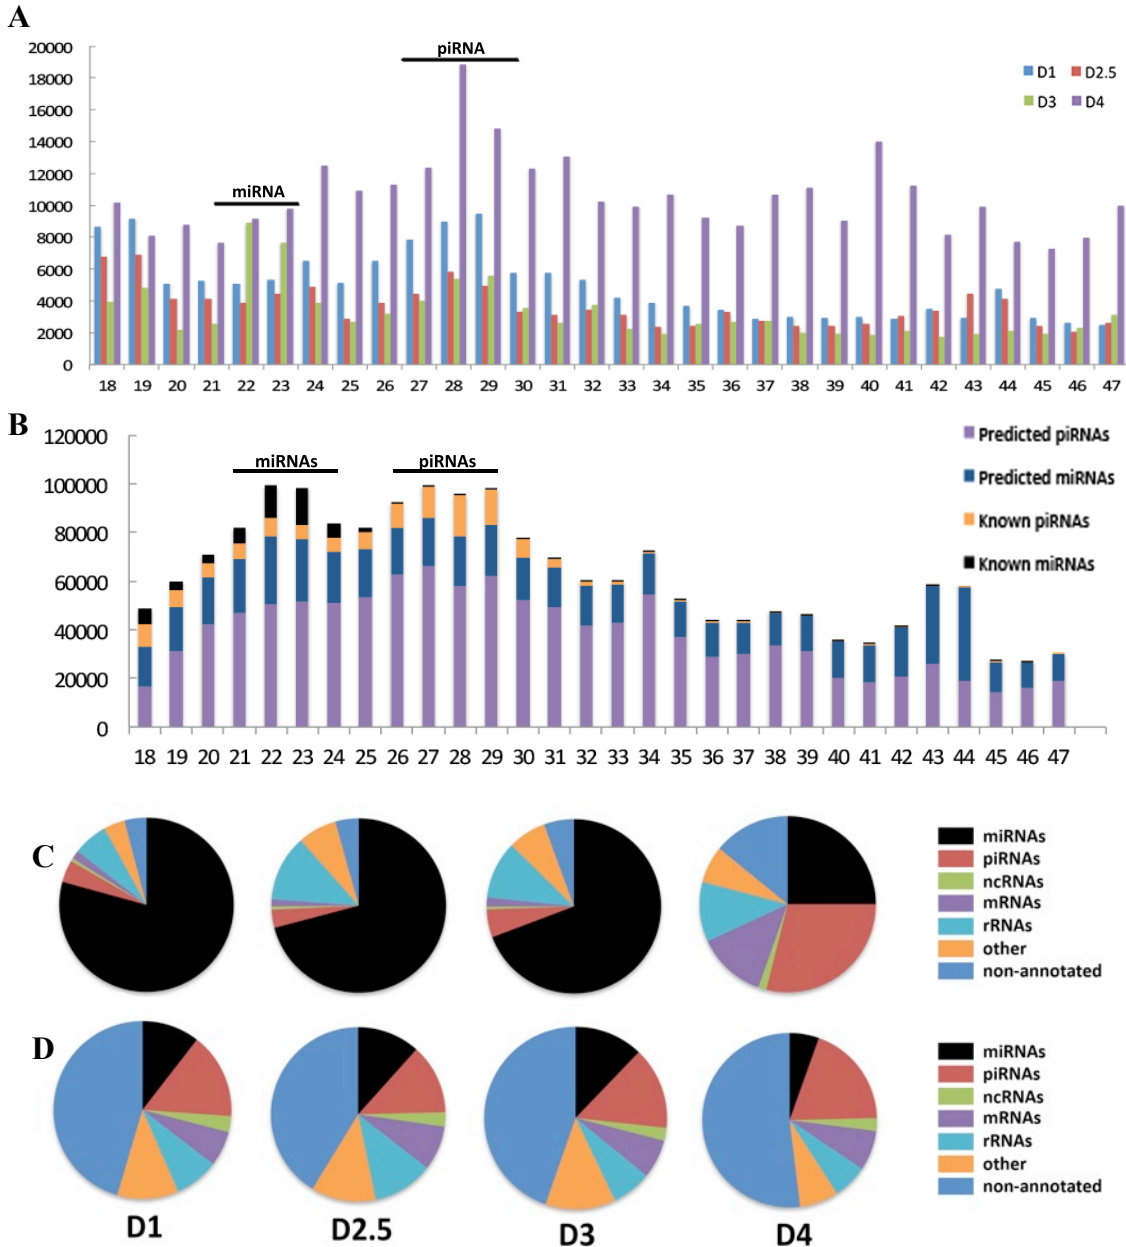 A
20000
18000
16000
14000
12000
10000
8000
6000
4000
2000
0
piRNA
miRNA
D1 D2.5
D3 D4
18 19 20 21 22 23 24 25 26 27 28 29 30 31 32 33 34 35 36 37 38 39 40 41 42 43 44 45 46 47
B
120000
100000
80000
60000
40000
20000
0
miRNAs piRNAs
Predicted piRNAs
Predicted miRNAs
Known piRNAs
Known miRNAs
18 19 20 21 22 23 24 25 26 27 28 29 30 31 32 33 34 35 36 37 38 39 40 41 42 43 44 45 46 47
C
miRNAs
piRNAs
ncRNAs
mRNAs
rRNAs
other
non-annotated
D
miRNAs
piRNAs
ncRNAs
mRNAs
rRNAs
other
non-annotated
D1 D2.5 D3 D4